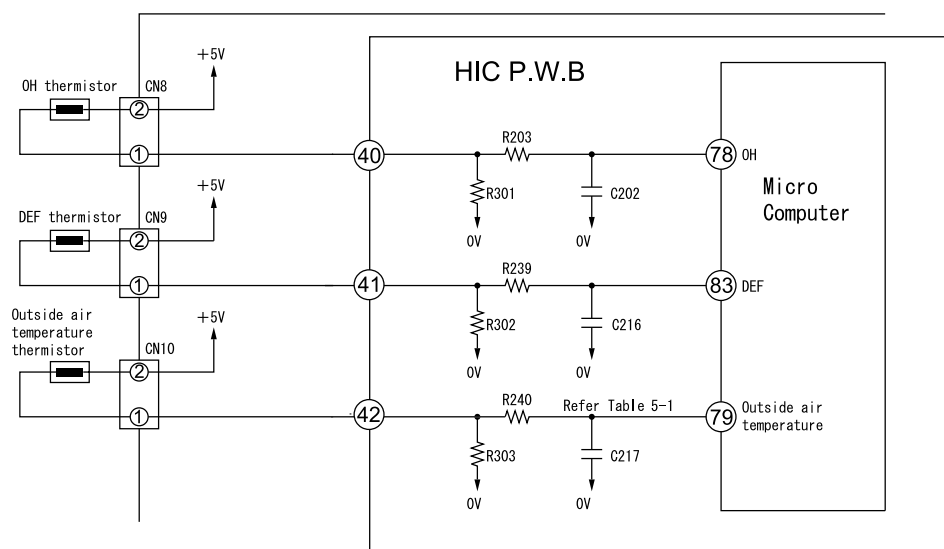 HIC P.W.B
+5V
OH thermistor
CN8
2
1
40
R203
R301
0V
C202
0V
78
OH
Micro
Computer
+5V
DEF thermistor
CN9
2
1
41
R239
R302
0V
C216
0V
83
DEF
+5V
Outside air
temperature
thermistor
CN10
2
1
42
R240
Refer Table 5-1
R303
0V
C217
0V
79
Outside air
temperature